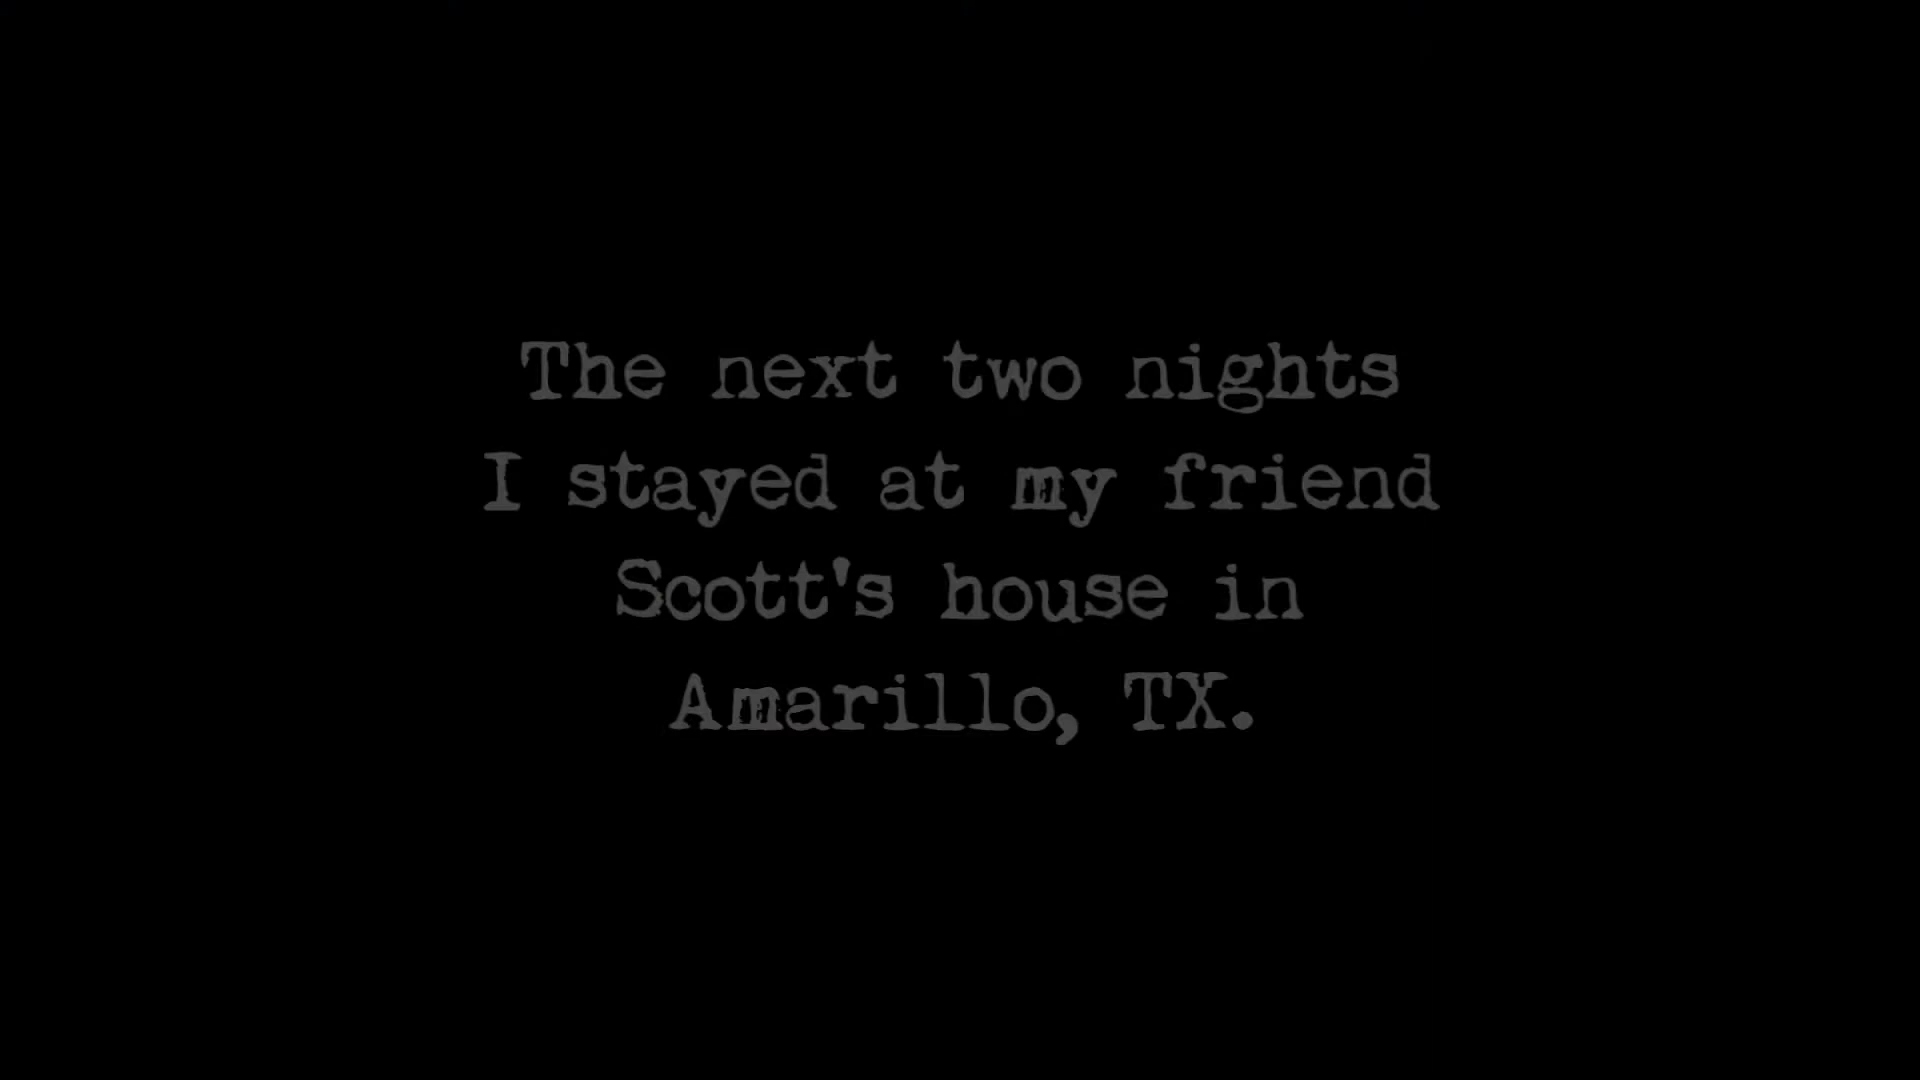 The next two nights
I stayed at my friend
Scott's house in
Amarillo, TX.